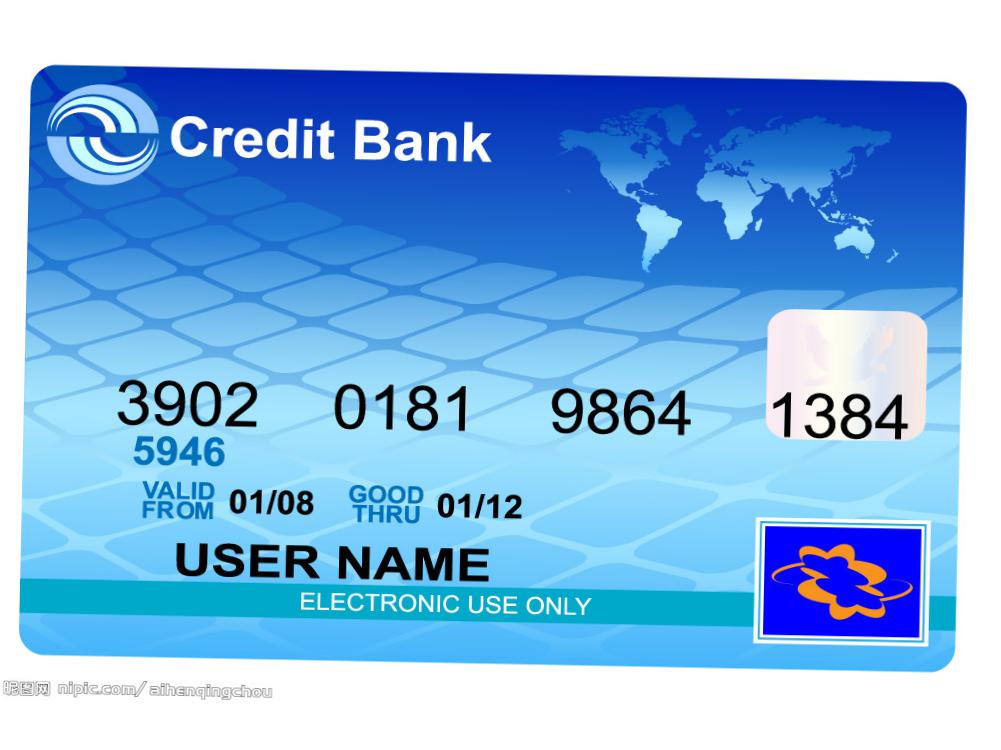 Credit Bank
3902 0181 9864 1384
5946
VALID FROM 01/08 GOOD THRU 01/12
USER NAME
ELECTRONIC USE ONLY
昵图网 nipic.com/aihenqingchou